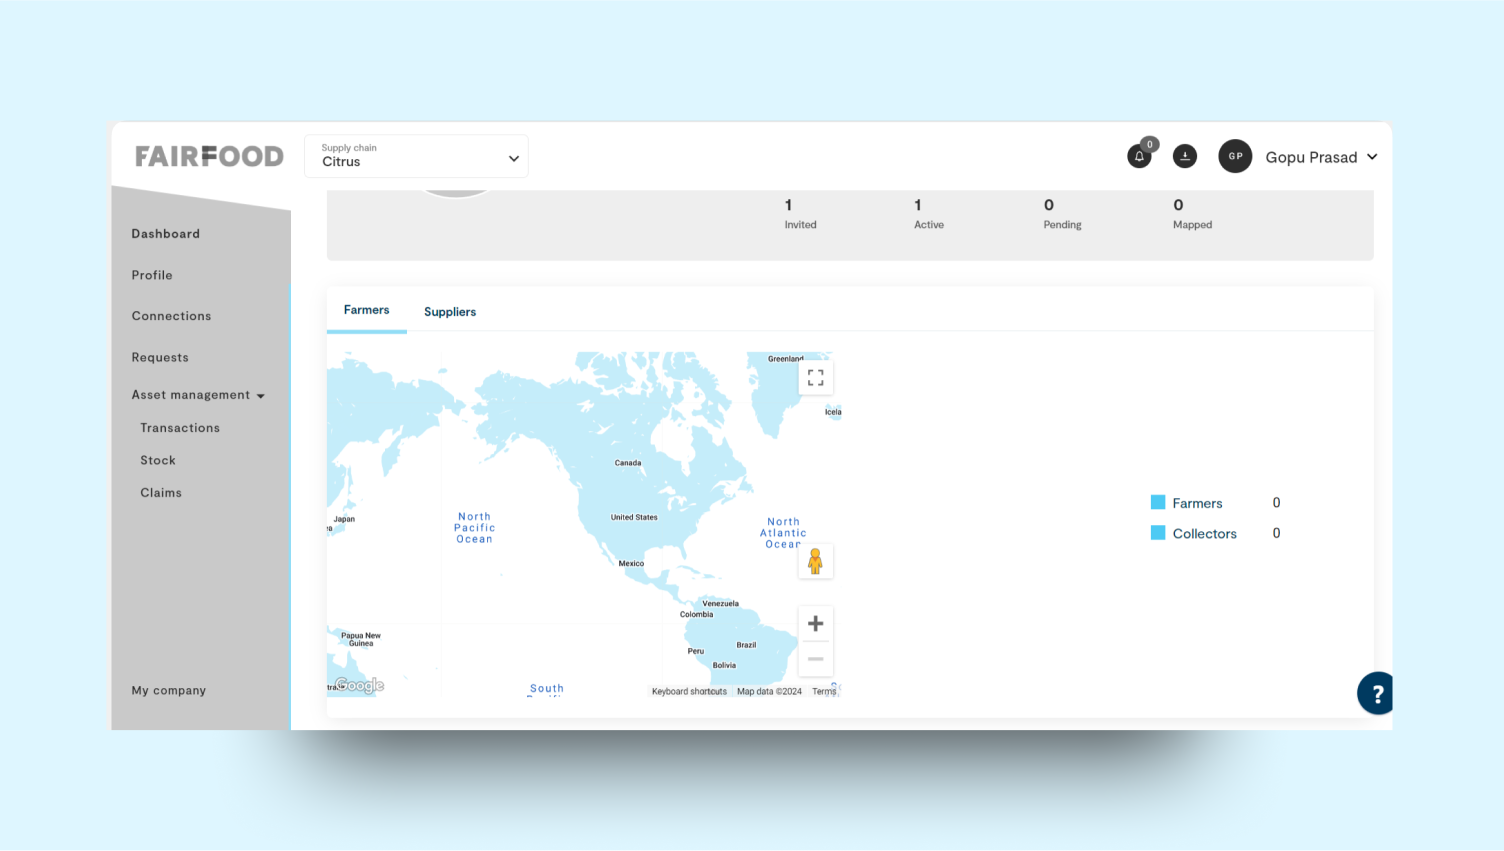 FAIRFOOD
Supply chain
Citrus
0
GP
Gopu Prasad
Dashboard
Profile
Connections
Requests
Asset management
Transactions
Stock
Claims
My company
1
Invited
1
Active
0
Pending
0
Mapped
Farmers
Suppliers
Greenland
Icela
Canada
United States
Mexico
Japan
North
Pacific
Ocean
North
Atlantic
Ocean
Venezuela
Colombia
Peru
Brazil
Bolivia
Papua New
Guinea
South
Google
Keyboard shortcuts
Map data ©2024
Terms
Farmers 0
Collectors 0
?